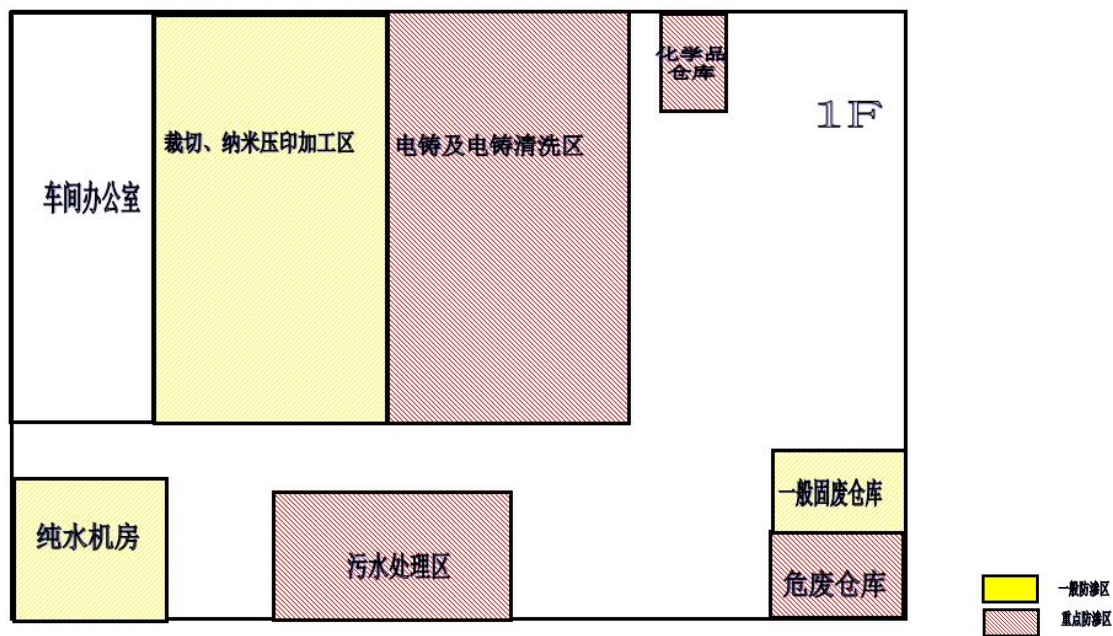 化学品
仓库
1F
裁切、纳米压印加工区
电铸及电铸清洗区
车间办公室
一般固废仓库
纯水机房
污水处理区
危废仓库
一般防渗区
重点防渗区